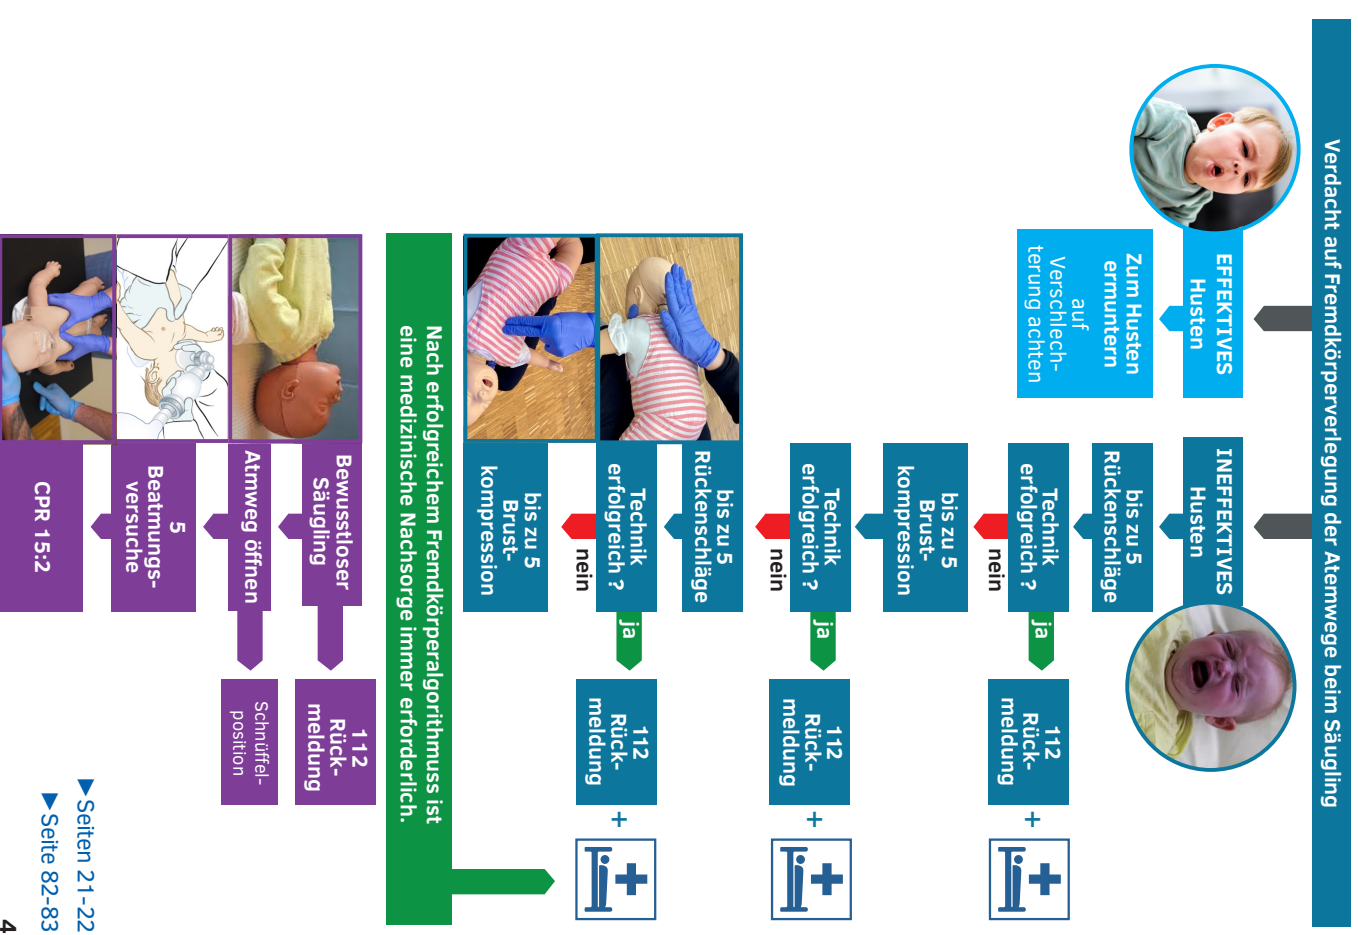 Verdacht auf Fremdkörperverlegung der Atemwege beim Säugling
EFFEKTIVES
Husten
Zum Husten
ermuntern
auf
Verschlech-
terung achten
INEFFEKTIVES
Husten
bis zu 5
Rückenschläge
Technik
erfolgreich ?
ja
112
Rück-
meldung
+
nein
bis zu 5
Brust-
kompression
Technik
erfolgreich ?
ja
112
Rück-
meldung
+
nein
bis zu 5
Rückenschläge
Technik
erfolgreich ?
ja
112
Rück-
meldung
+
nein
bis zu 5
Brust-
kompression
Nach erfolgreichem Fremdkörperalgorithmuss ist
eine medizinische Nachsorge immer erforderlich.
Bewusstloser
Säugling
112
Rück-
meldung
Atmweg öffnen
Schnüffel-
position
5
Beatmungs-
versuche
CPR 15:2
▶ Seiten 21-22
▶ Seite 82-83
4